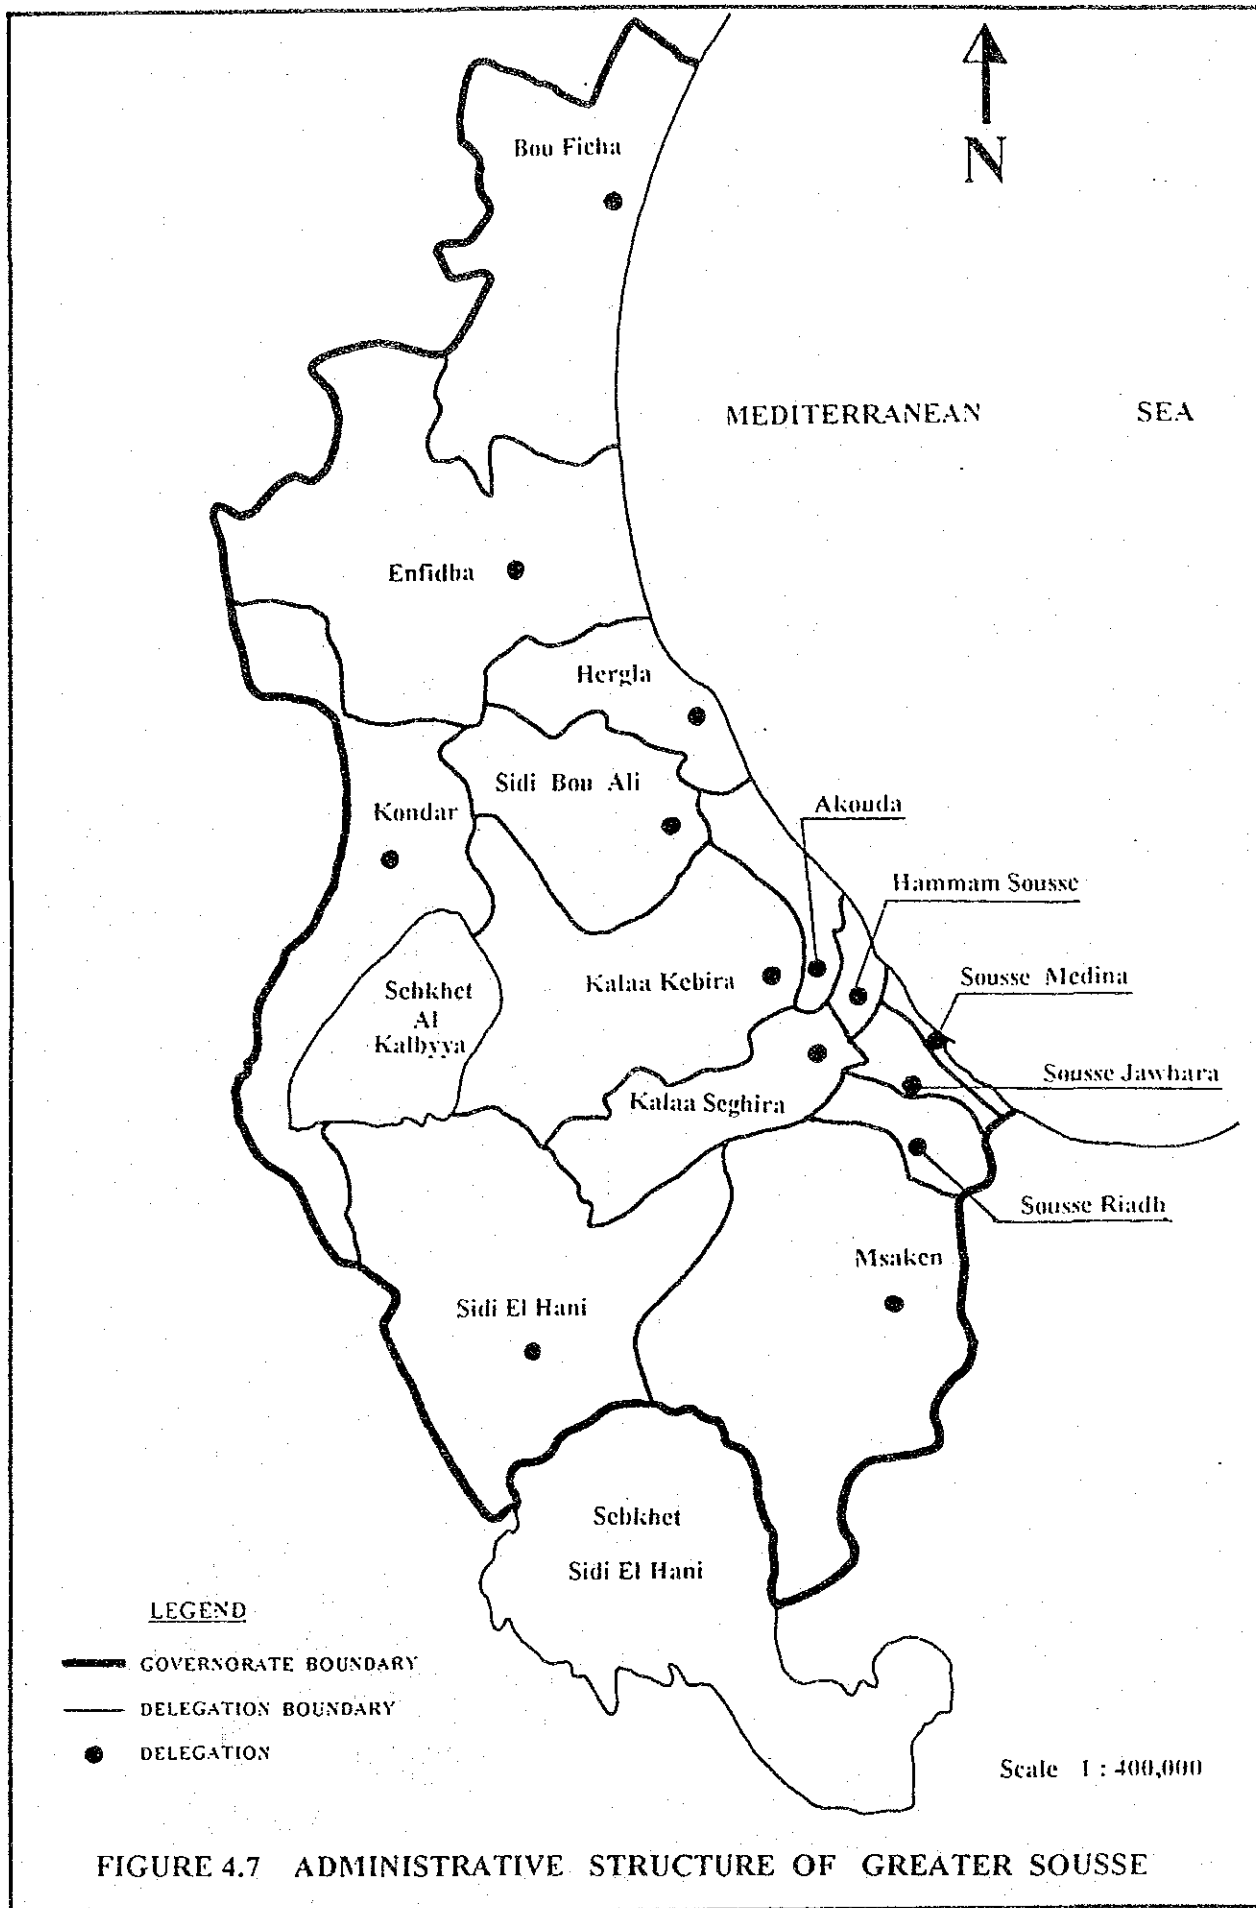 N
Bou Ficha
MEDITERRANEAN SEA
Enfidha
Hergla
Sidi Bou Ali
Kondar
Akouda
Hammam Sousse
Sebkhet
Al
Kalbyya
Kalaa Kebira
Sousse Medina
Sousse Jawhara
Kalaa Seghira
Sousse Riadh
Msaken
Sidi El Hani
Sebkhet
Sidi El Hani
LEGEND
GOVERNORATE BOUNDARY
DELEGATION BOUNDARY
DELEGATION
Scale 1 : 400,000
FIGURE 4.7 ADMINISTRATIVE STRUCTURE OF GREATER SOUSSE